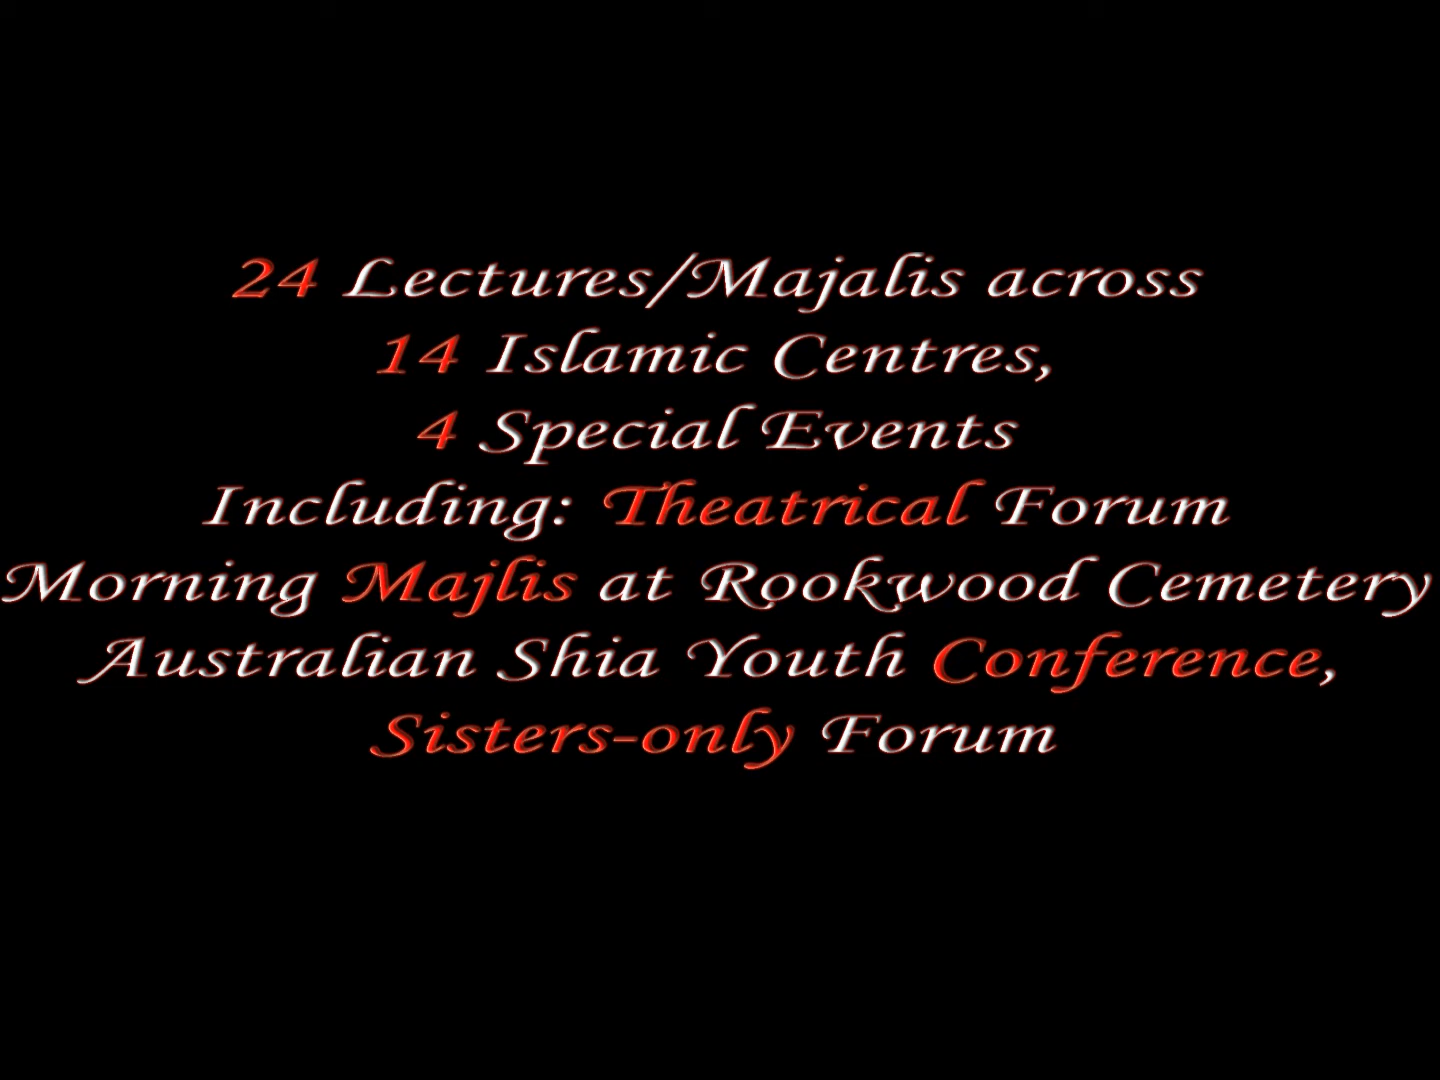 24 Lectures/Majalis across
14 Islamic Centres,
4 Special Events
Including: Theatrical Forum
Morning Majlis at Rookwood Cemetery
Australian Shia Youth Conference,
Sisters-only Forum